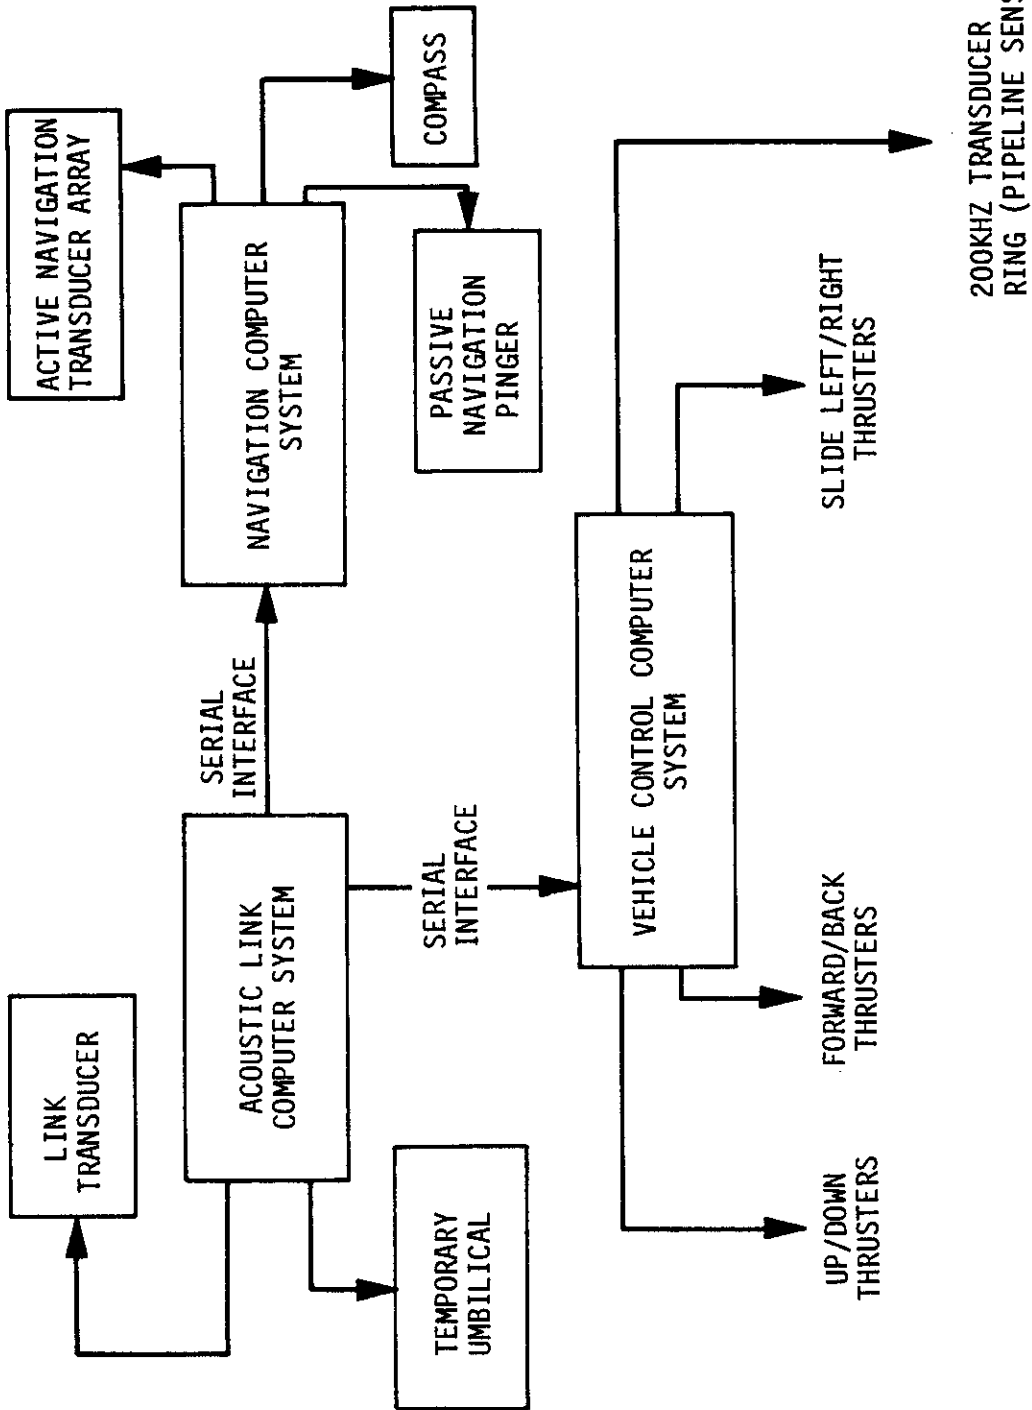 LINK
TRANSDUCER
ACTIVE NAVIGATION
TRANSDUCER ARRAY
ACOUSTIC LINK
COMPUTER SYSTEM
SERIAL
INTERFACE
NAVIGATION COMPUTER
SYSTEM
COMPASS
TEMPORARY
UMBILICAL
SERIAL
INTERFACE
PASSIVE
NAVIGATION
PINGER
VEHICLE CONTROL COMPUTER
SYSTEM
UP/DOWN
THRUSTERS
FORWARD/BACK
THRUSTERS
SLIDE LEFT/RIGHT
THRUSTERS
200KHZ TRANSDUCER
RING (PIPELINE